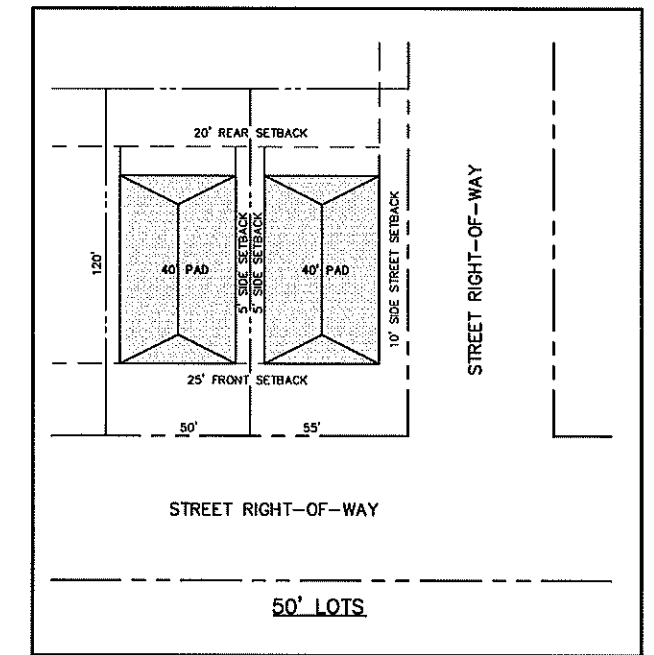 20' REAR SETBACK
120'
40' PAD
5' SIDE SETBACK
5' SIDE SETBACK
40' PAD
10' SIDE STREET SETBACK
STREET RIGHT-OF-WAY
25' FRONT SETBACK
50'
55'
STREET RIGHT-OF-WAY
50' LOTS